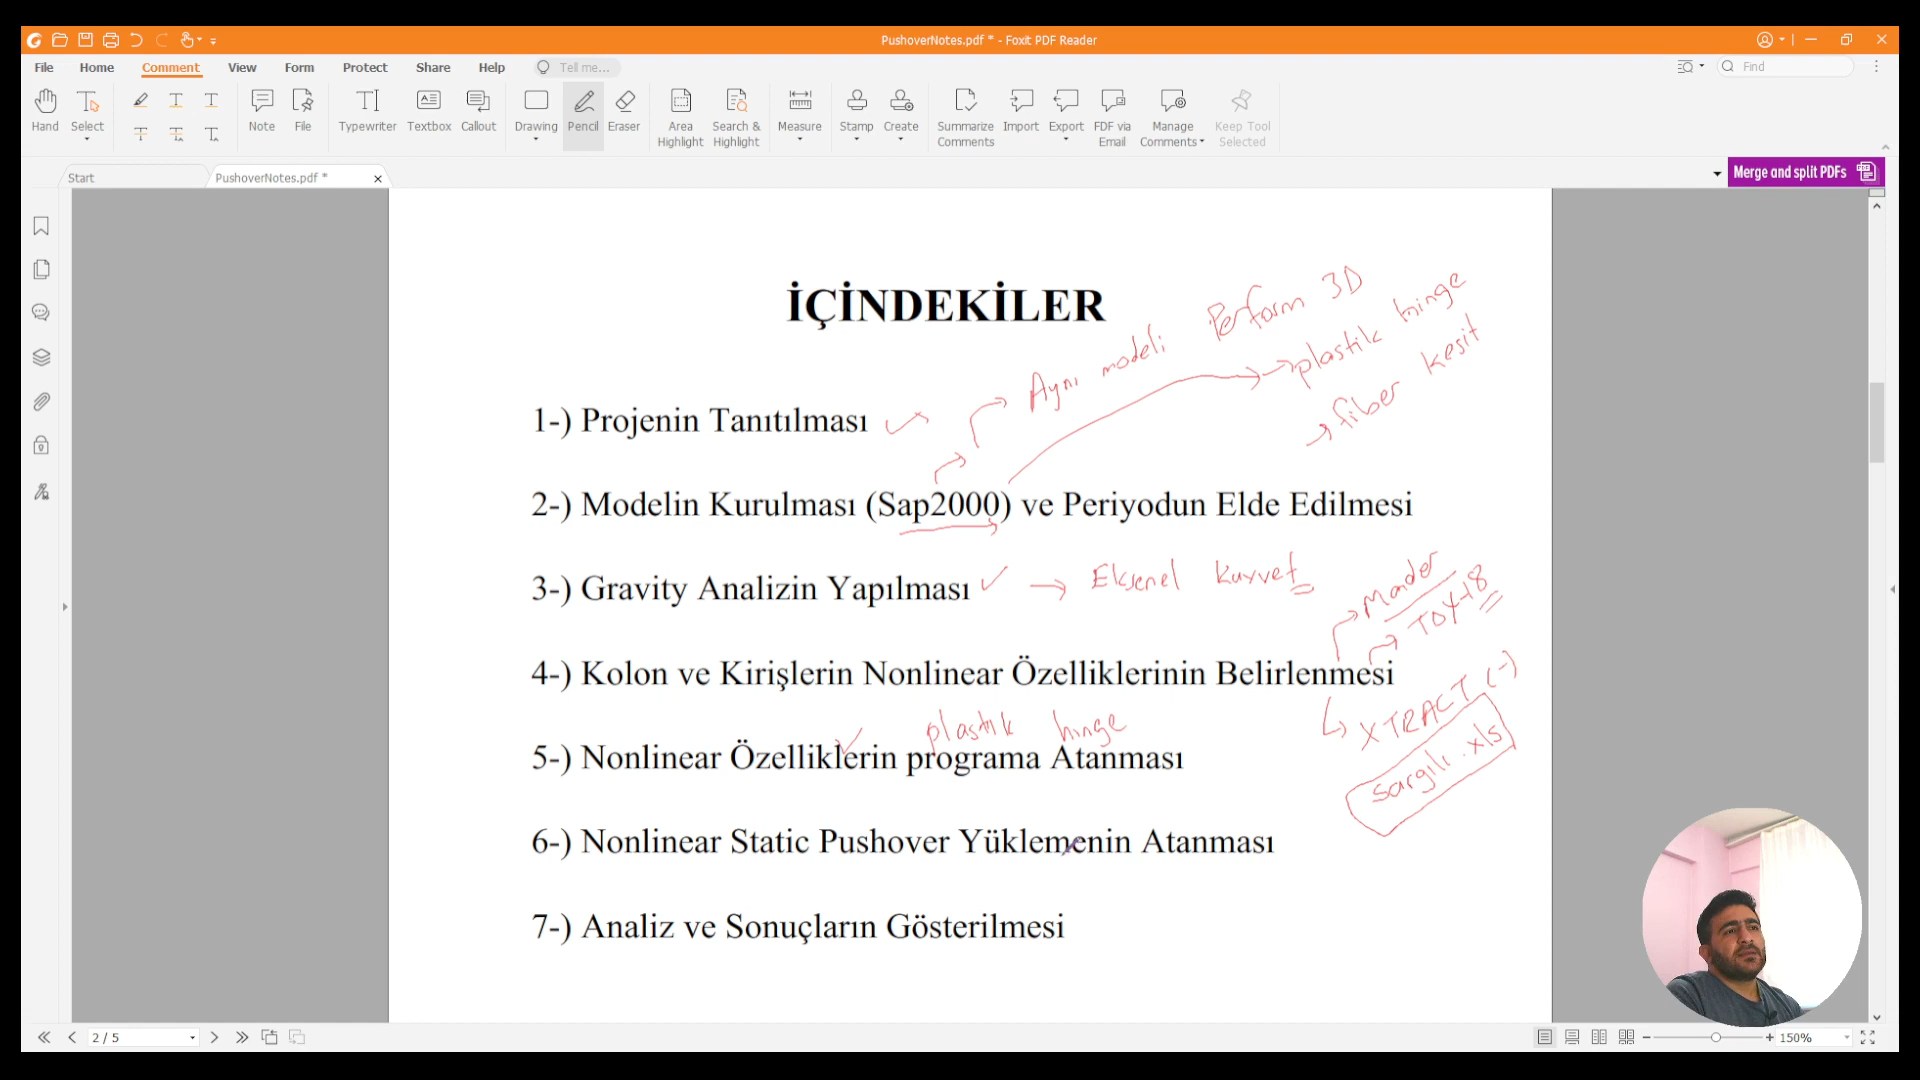 PushoverNotes.pdf * - Foxit PDF Reader
File Home Comment View Form Protect Share Help Tell me... Find
Hand Select Note File Typewriter Textbox Callout Drawing Pencil Eraser Area Highlight Search & Highlight Measure Stamp Create Summarize Comments Import Export FDF via Email Manage Comments Keep Tool Selected
Start PushoverNotes.pdf * Merge and split PDFs
İÇİNDEKİLER
Aynı modeli Perform 3D
plastik hinge
fiber kesit
1-) Projenin Tanıtılması
2-) Modelin Kurulması (Sap2000) ve Periyodun Elde Edilmesi
3-) Gravity Analizin Yapılması
Eksenel kuvvet
Mander
TDY-18
4-) Kolon ve Kirişlerin Nonlinear Özelliklerinin Belirlenmesi
XTRACT (-)
sargılı.xls
plastik hinge
5-) Nonlinear Özelliklerin programa Atanması
6-) Nonlinear Static Pushover Yüklemenin Atanması
7-) Analiz ve Sonuçların Gösterilmesi
2 / 5 150%